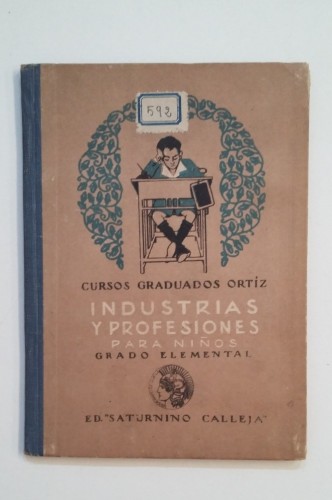 592
CURSOS GRADUADOS ORTÍZ
INDUSTRIAS
Y PROFESIONES
PARA NIÑOS
GRADO ELEMENTAL
ED. "SATURNINO CALLEJA"